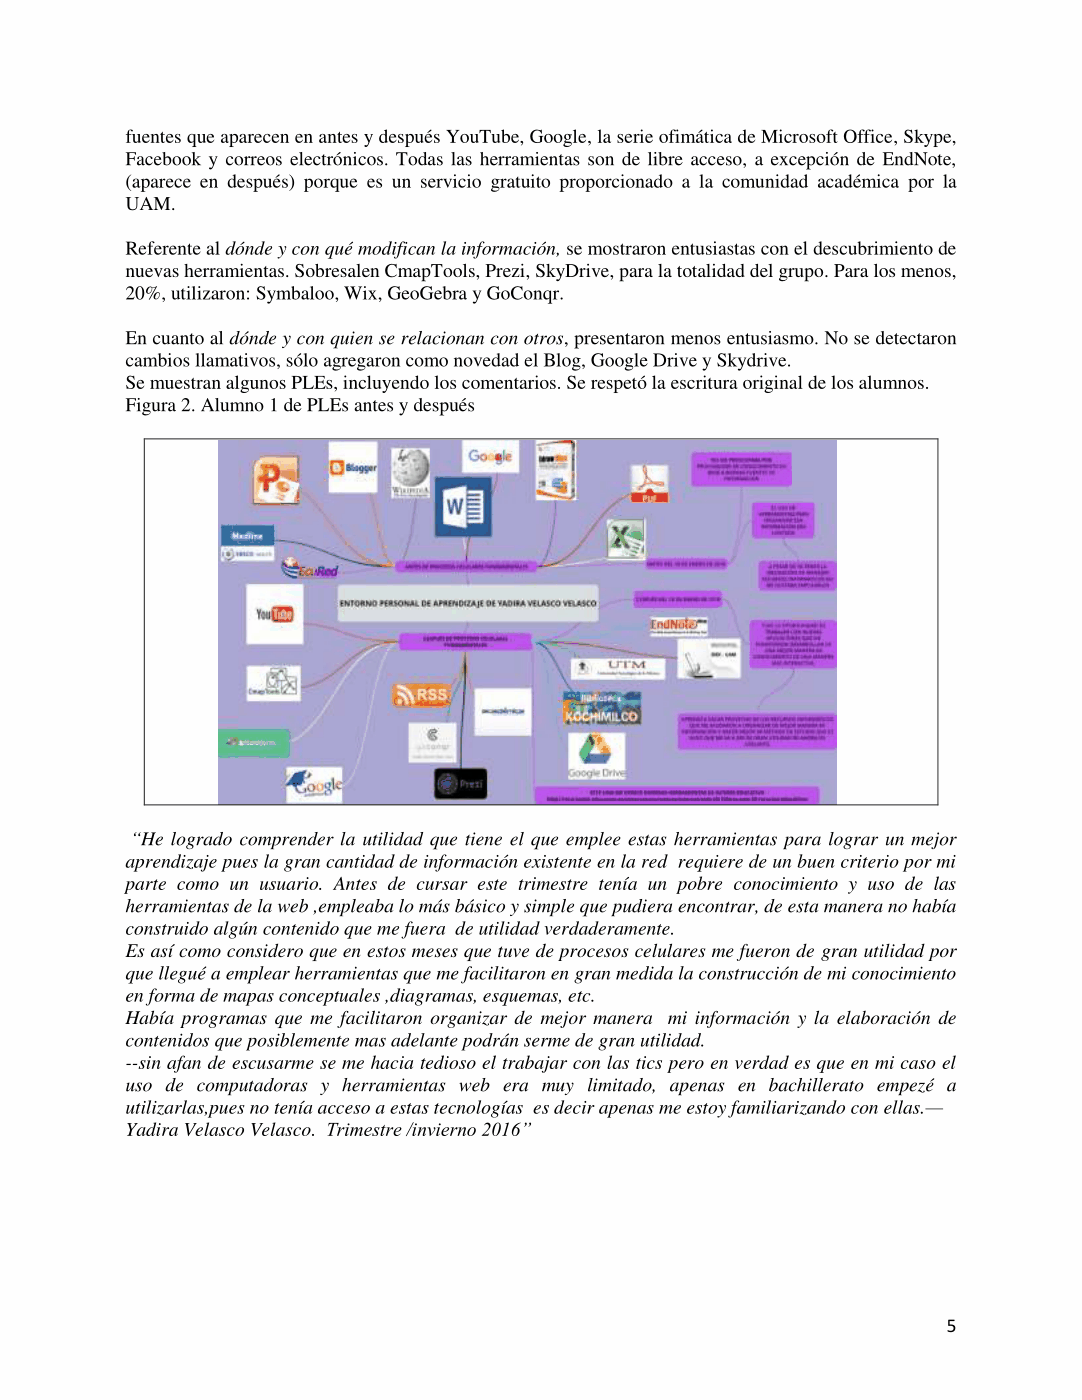 fuentes que aparecen en antes y después YouTube, Google, la serie ofimática de Microsoft Office, Skype,
Facebook y correos electrónicos. Todas las herramientas son de libre acceso, a excepción de EndNote,
(aparece en después) porque es un servicio gratuito proporcionado a la comunidad académica por la
UAM.
Referente al dónde y con qué modifican la información, se mostraron entusiastas con el descubrimiento de
nuevas herramientas. Sobresalen CmapTools, Prezi, SkyDrive, para la totalidad del grupo. Para los menos,
20%, utilizaron: Symbaloo, Wix, GeoGebra y GoConqr.
En cuanto al dónde y con quien se relacionan con otros, presentaron menos entusiasmo. No se detectaron
cambios llamativos, sólo agregaron como novedad el Blog, Google Drive y Skydrive.
Se muestran algunos PLEs, incluyendo los comentarios. Se respetó la escritura original de los alumnos.
Figura 2. Alumno 1 de PLEs antes y después
Blogger
WIKIPEDIA
Google
PDF
Medline
EcuRed
ANTES DE PROCESOS CELULARES FUNDAMENTALES
ENTORNO PERSONAL DE APRENDIZAJE DE YADIRA VELASCO VELASCO
YouTube
DESPUES DE PROCESOS CELULARES
FUNDAMENTALES
EndNote
UTM
CmapTools
RSS
Biblioteca
XOCHIMILCO
Google
Prezi
Google Drive
“He logrado comprender la utilidad que tiene el que emplee estas herramientas para lograr un mejor
aprendizaje pues la gran cantidad de información existente en la red requiere de un buen criterio por mi
parte como un usuario. Antes de cursar este trimestre tenía un pobre conocimiento y uso de las
herramientas de la web ,empleaba lo más básico y simple que pudiera encontrar, de esta manera no había
construido algún contenido que me fuera de utilidad verdaderamente.
Es así como considero que en estos meses que tuve de procesos celulares me fueron de gran utilidad por
que llegué a emplear herramientas que me facilitaron en gran medida la construcción de mi conocimiento
en forma de mapas conceptuales ,diagramas, esquemas, etc.
Había programas que me facilitaron organizar de mejor manera mi información y la elaboración de
contenidos que posiblemente mas adelante podrán serme de gran utilidad.
--sin afan de escusarme se me hacia tedioso el trabajar con las tics pero en verdad es que en mi caso el
uso de computadoras y herramientas web era muy limitado, apenas en bachillerato empezé a
utilizarlas,pues no tenía acceso a estas tecnologías es decir apenas me estoy familiarizando con ellas.—
Yadira Velasco Velasco. Trimestre /invierno 2016”
5